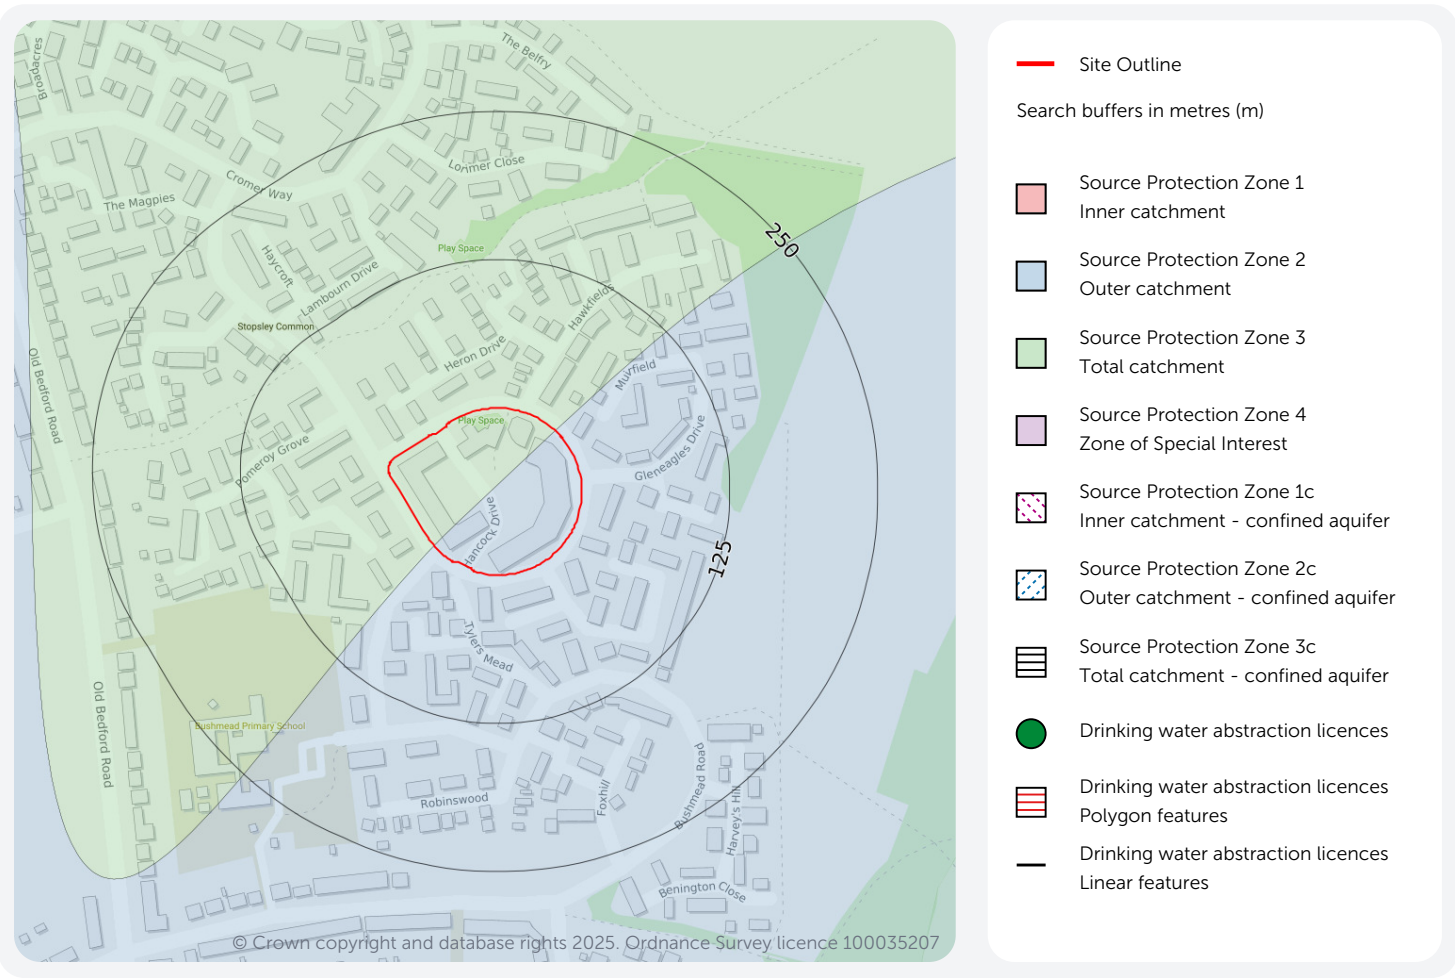 Broadacres
The Belfry
Lorimer Close
Cromer Way
The Magpies
250
Play Space
Haycroft
Lambourn Drive
Hawkfields
Stopsley Common
Heron Drive
Old Bedford Road
Muirfield
Play Space
Gleneagles Drive
Pomeroy Grove
Hancock Drive
125
Tylers Mead
Old Bedford Road
Bushmead Primary School
Bushmead Road
Robinswood
Foxhill
Harvey's Hill
Benington Close
© Crown copyright and database rights 2025. Ordnance Survey licence 100035207
Site Outline
Search buffers in metres (m)
Source Protection Zone 1
Inner catchment
Source Protection Zone 2
Outer catchment
Source Protection Zone 3
Total catchment
Source Protection Zone 4
Zone of Special Interest
Source Protection Zone 1c
Inner catchment - confined aquifer
Source Protection Zone 2c
Outer catchment - confined aquifer
Source Protection Zone 3c
Total catchment - confined aquifer
Drinking water abstraction licences
Drinking water abstraction licences
Polygon features
Drinking water abstraction licences
Linear features